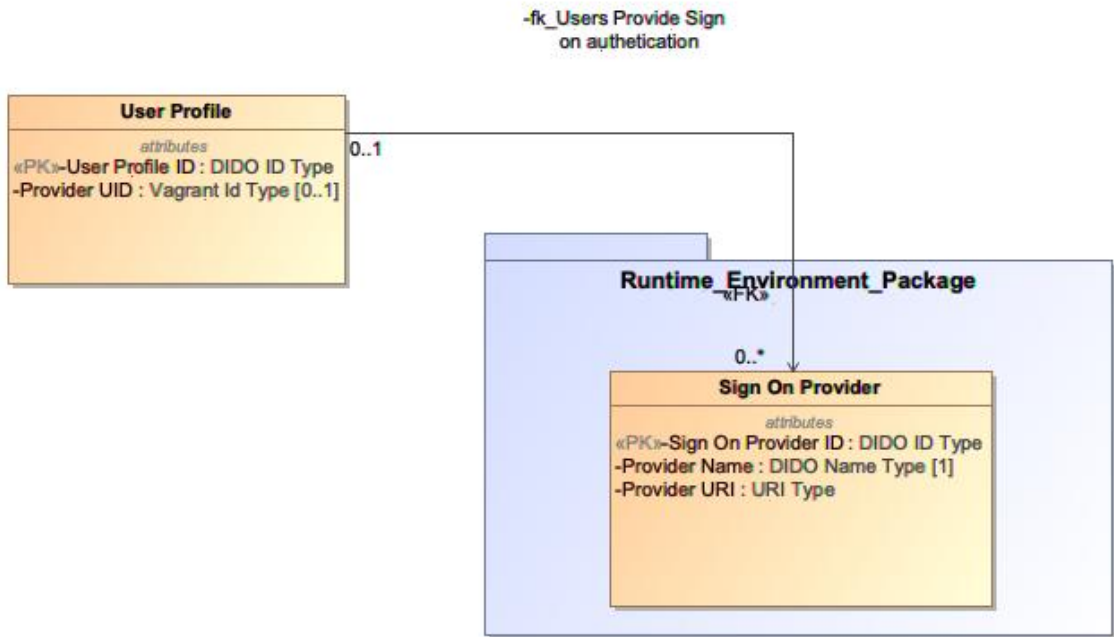 -fk_Users Provide Sign
on authetication
User Profile
attributes
«PK»-User Profile ID : DIDO ID Type
-Provider UID : Vagrant Id Type [0..1]
0..1
Runtime_Environment_Package
«FK»
0..*
Sign On Provider
attributes
«PK»-Sign On Provider ID : DIDO ID Type
-Provider Name : DIDO Name Type [1]
-Provider URI : URI Type